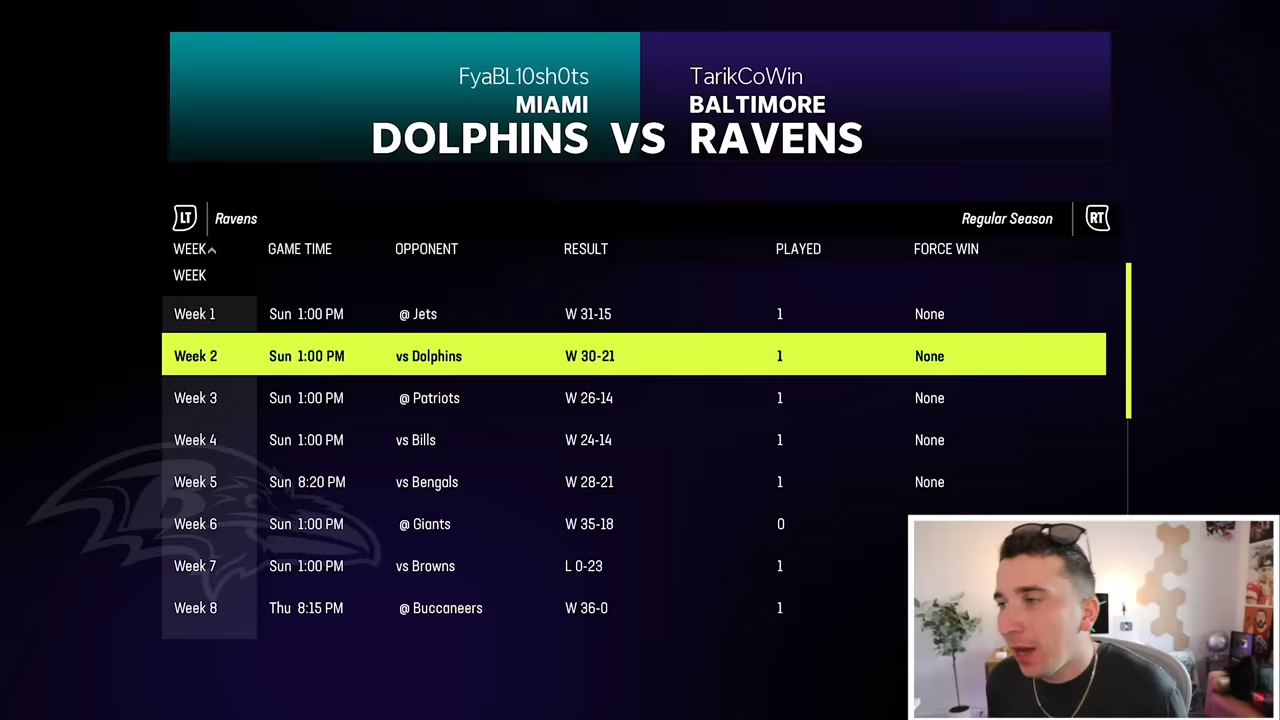 FyaBL10sh0ts
MIAMI
DOLPHINS VS RAVENS
TarikCoWin
BALTIMORE
LT Ravens Regular Season RT
WEEK GAME TIME OPPONENT RESULT PLAYED FORCE WIN
WEEK
Week 1 Sun 1:00 PM @ Jets W 31-15 1 None
Week 2 Sun 1:00 PM vs Dolphins W 30-21 1 None
Week 3 Sun 1:00 PM @ Patriots W 26-14 1 None
Week 4 Sun 1:00 PM vs Bills W 24-14 1 None
Week 5 Sun 8:20 PM vs Bengals W 28-21 1 None
Week 6 Sun 1:00 PM @ Giants W 35-18 0
Week 7 Sun 1:00 PM vs Browns L 0-23 1
Week 8 Thu 8:15 PM @ Buccaneers W 36-0 1